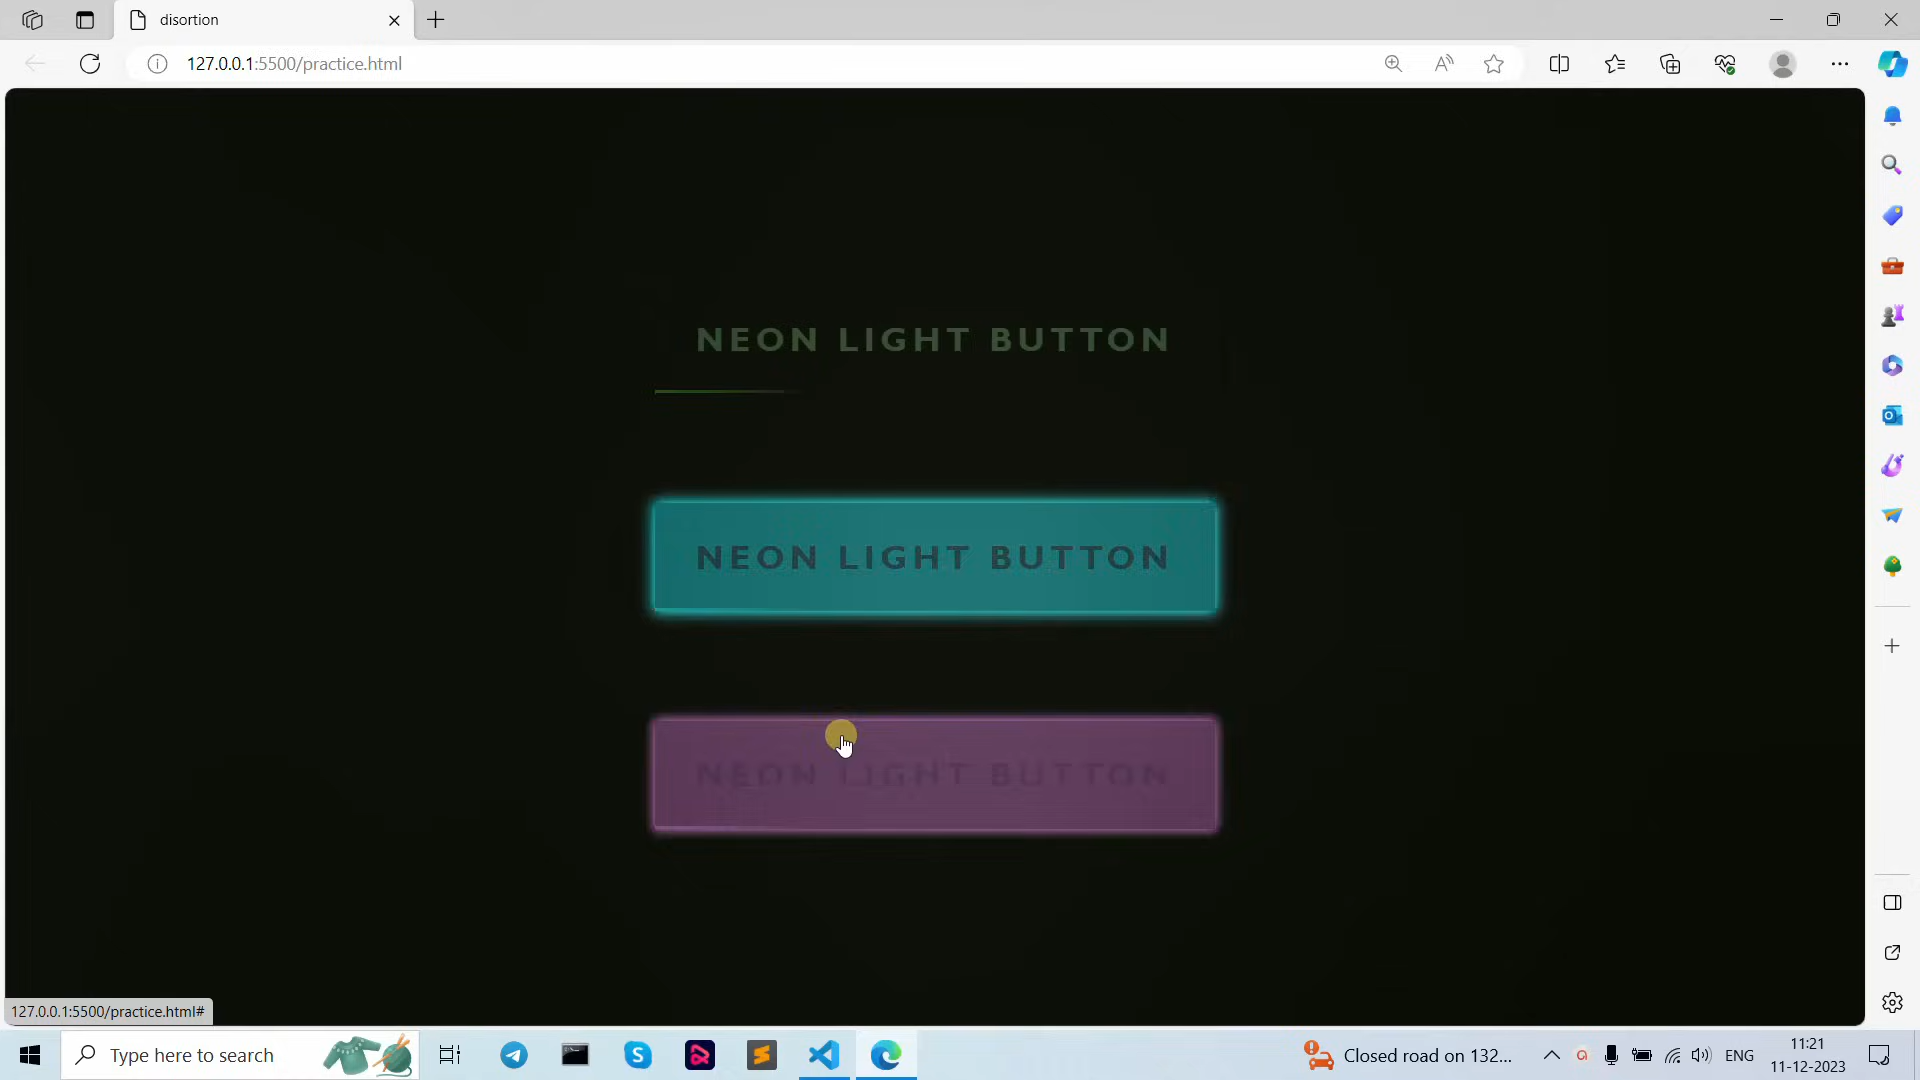 disortion
127.0.0.1:5500/practice.html
NEON LIGHT BUTTON
NEON LIGHT BUTTON
NEON LIGHT BUTTON
127.0.0.1:5500/practice.html#
Type here to search
Closed road on 132...
ENG
11:21
11-12-2023